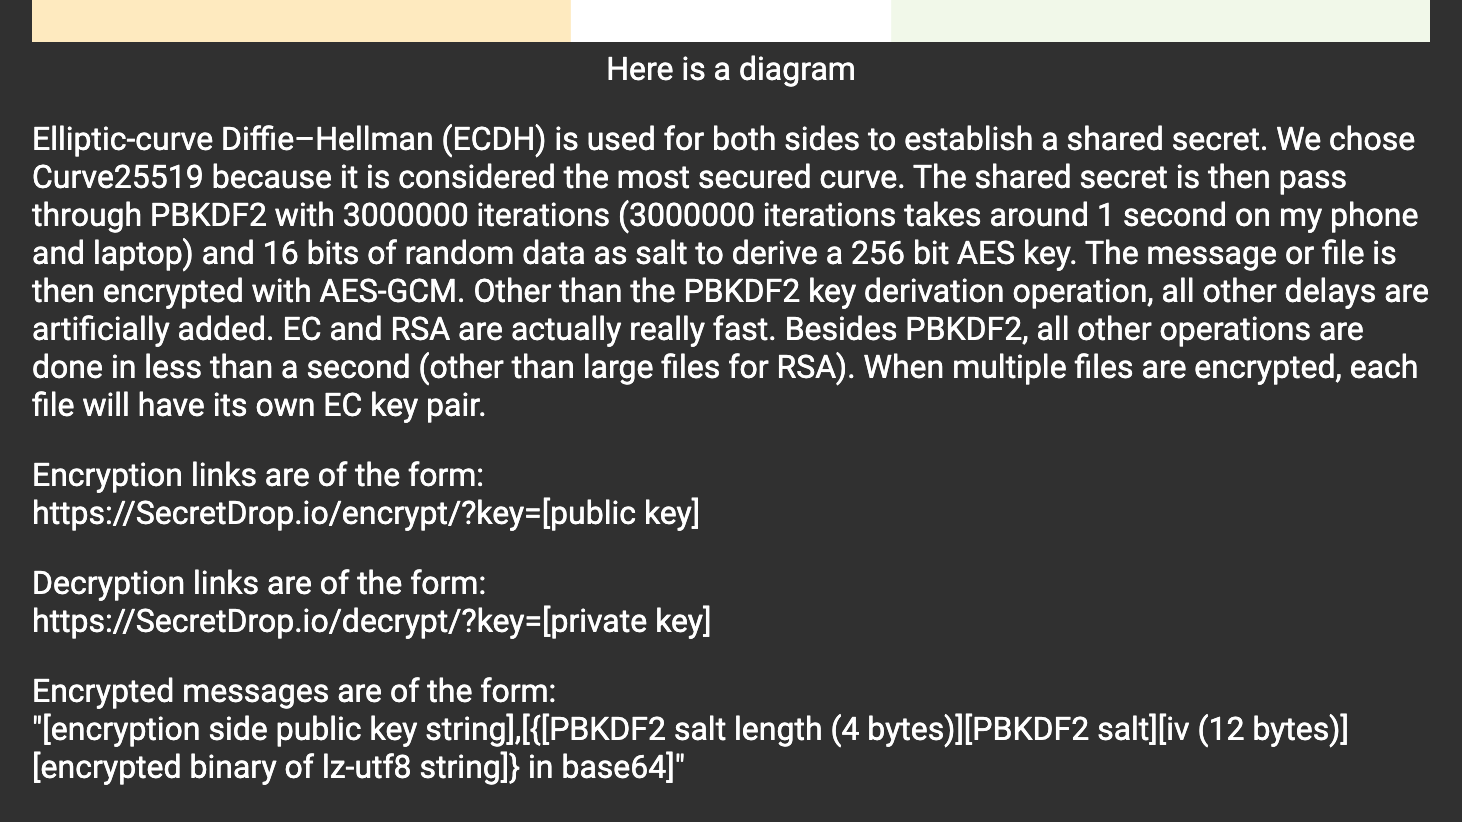 Here is a diagram
Elliptic-curve Diffie–Hellman (ECDH) is used for both sides to establish a shared secret. We chose
Curve25519 because it is considered the most secured curve. The shared secret is then pass
through PBKDF2 with 3000000 iterations (3000000 iterations takes around 1 second on my phone
and laptop) and 16 bits of random data as salt to derive a 256 bit AES key. The message or file is
then encrypted with AES-GCM. Other than the PBKDF2 key derivation operation, all other delays are
artificially added. EC and RSA are actually really fast. Besides PBKDF2, all other operations are
done in less than a second (other than large files for RSA). When multiple files are encrypted, each
file will have its own EC key pair.
Encryption links are of the form:
https://SecretDrop.io/encrypt/?key=[public key]
Decryption links are of the form:
https://SecretDrop.io/decrypt/?key=[private key]
Encrypted messages are of the form:
"[encryption side public key string],[{[PBKDF2 salt length (4 bytes)][PBKDF2 salt][iv (12 bytes)]
[encrypted binary of lz-utf8 string]} in base64]"